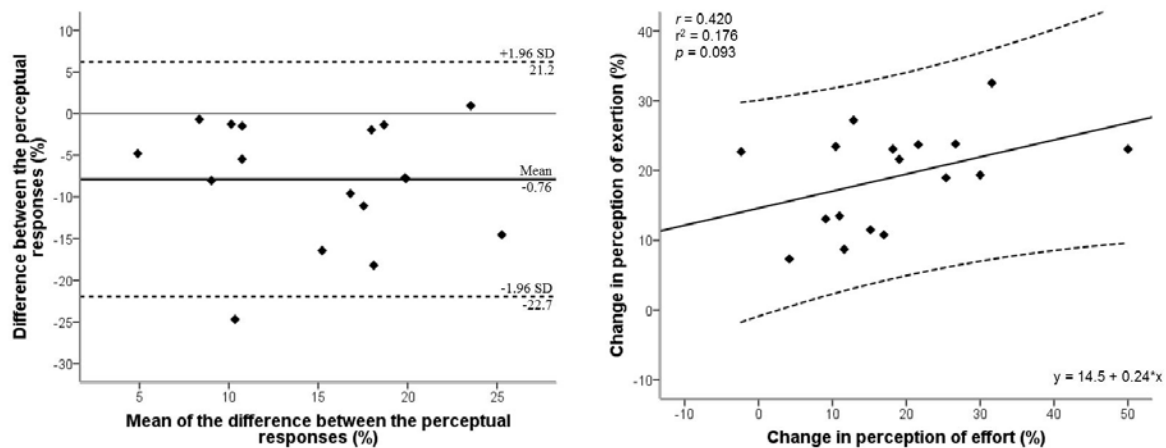 10
5
0
-5
-10
-15
-20
-25
-30
Difference between the perceptual
responses (%)
+1.96 SD
21.2
Mean
-0.76
-1.96 SD
-22.7
5
10
15
20
25
Mean of the difference between the perceptual
responses (%)
40
30
20
10
0
-10
Change in perception of exertion (%)
r = 0.420
r² = 0.176
p = 0.093
y = 14.5 + 0.24*x
-10
0
10
20
30
40
50
Change in perception of effort (%)